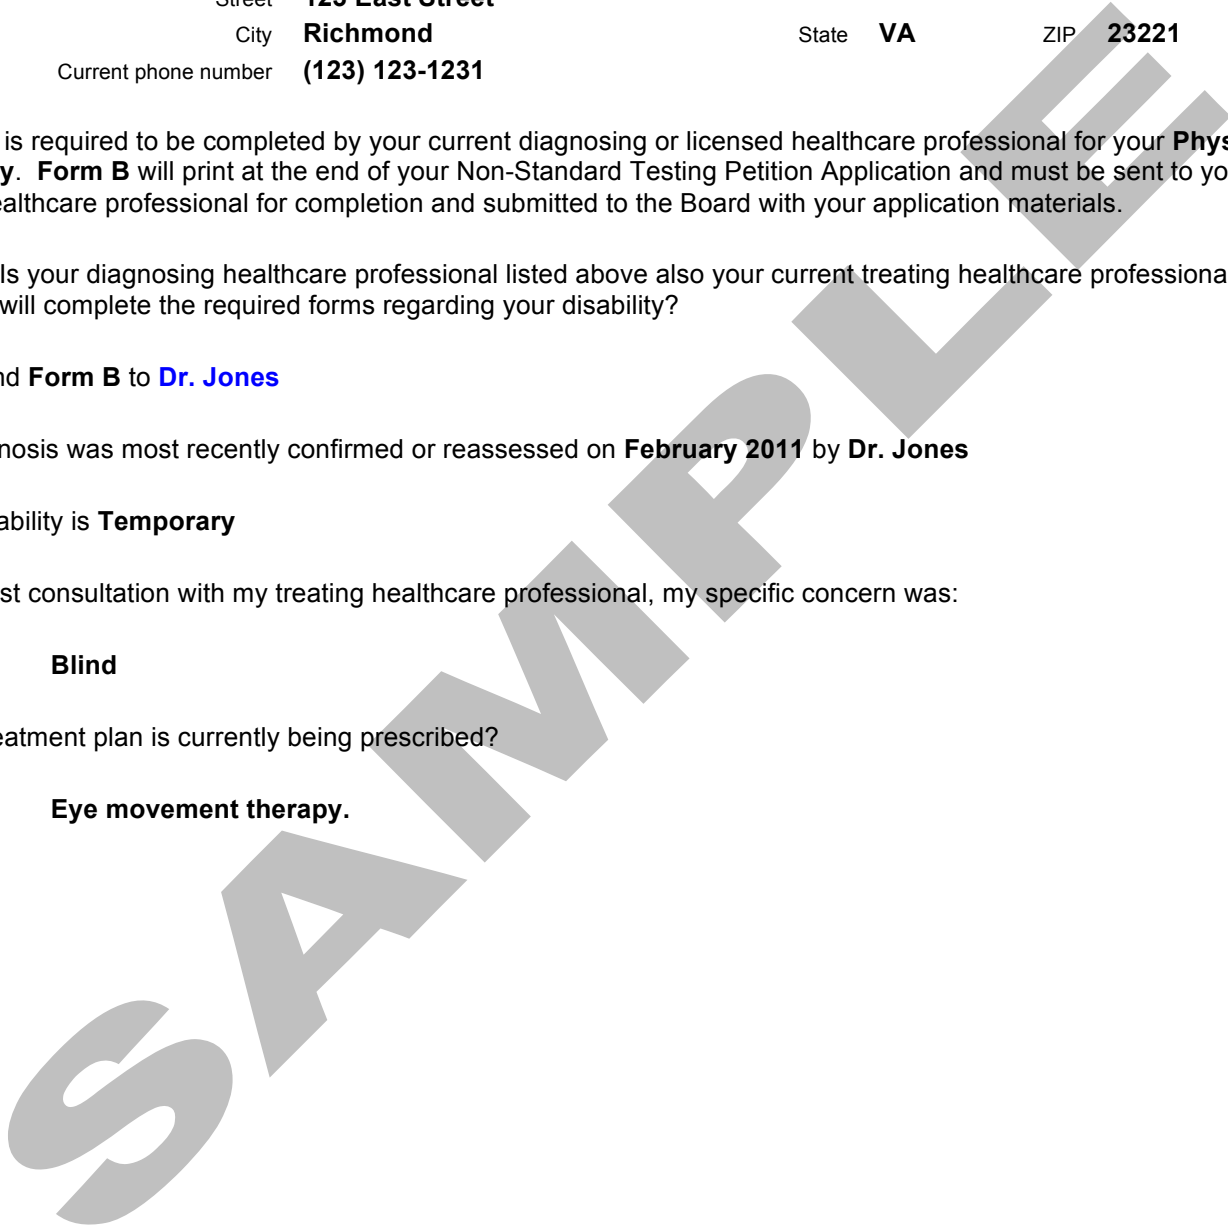 Street 123 East Street
City Richmond State VA ZIP 23221
Current phone number (123) 123-1231
is required to be completed by your current diagnosing or licensed healthcare professional for your Phys
y. Form B will print at the end of your Non-Standard Testing Petition Application and must be sent to yo
ealthcare professional for completion and submitted to the Board with your application materials.
Is your diagnosing healthcare professional listed above also your current treating healthcare professiona
will complete the required forms regarding your disability?
nd Form B to Dr. Jones
nosis was most recently confirmed or reassessed on February 2011 by Dr. Jones
ability is Temporary
st consultation with my treating healthcare professional, my specific concern was:
Blind
eatment plan is currently being prescribed?
Eye movement therapy.
SAMPLE